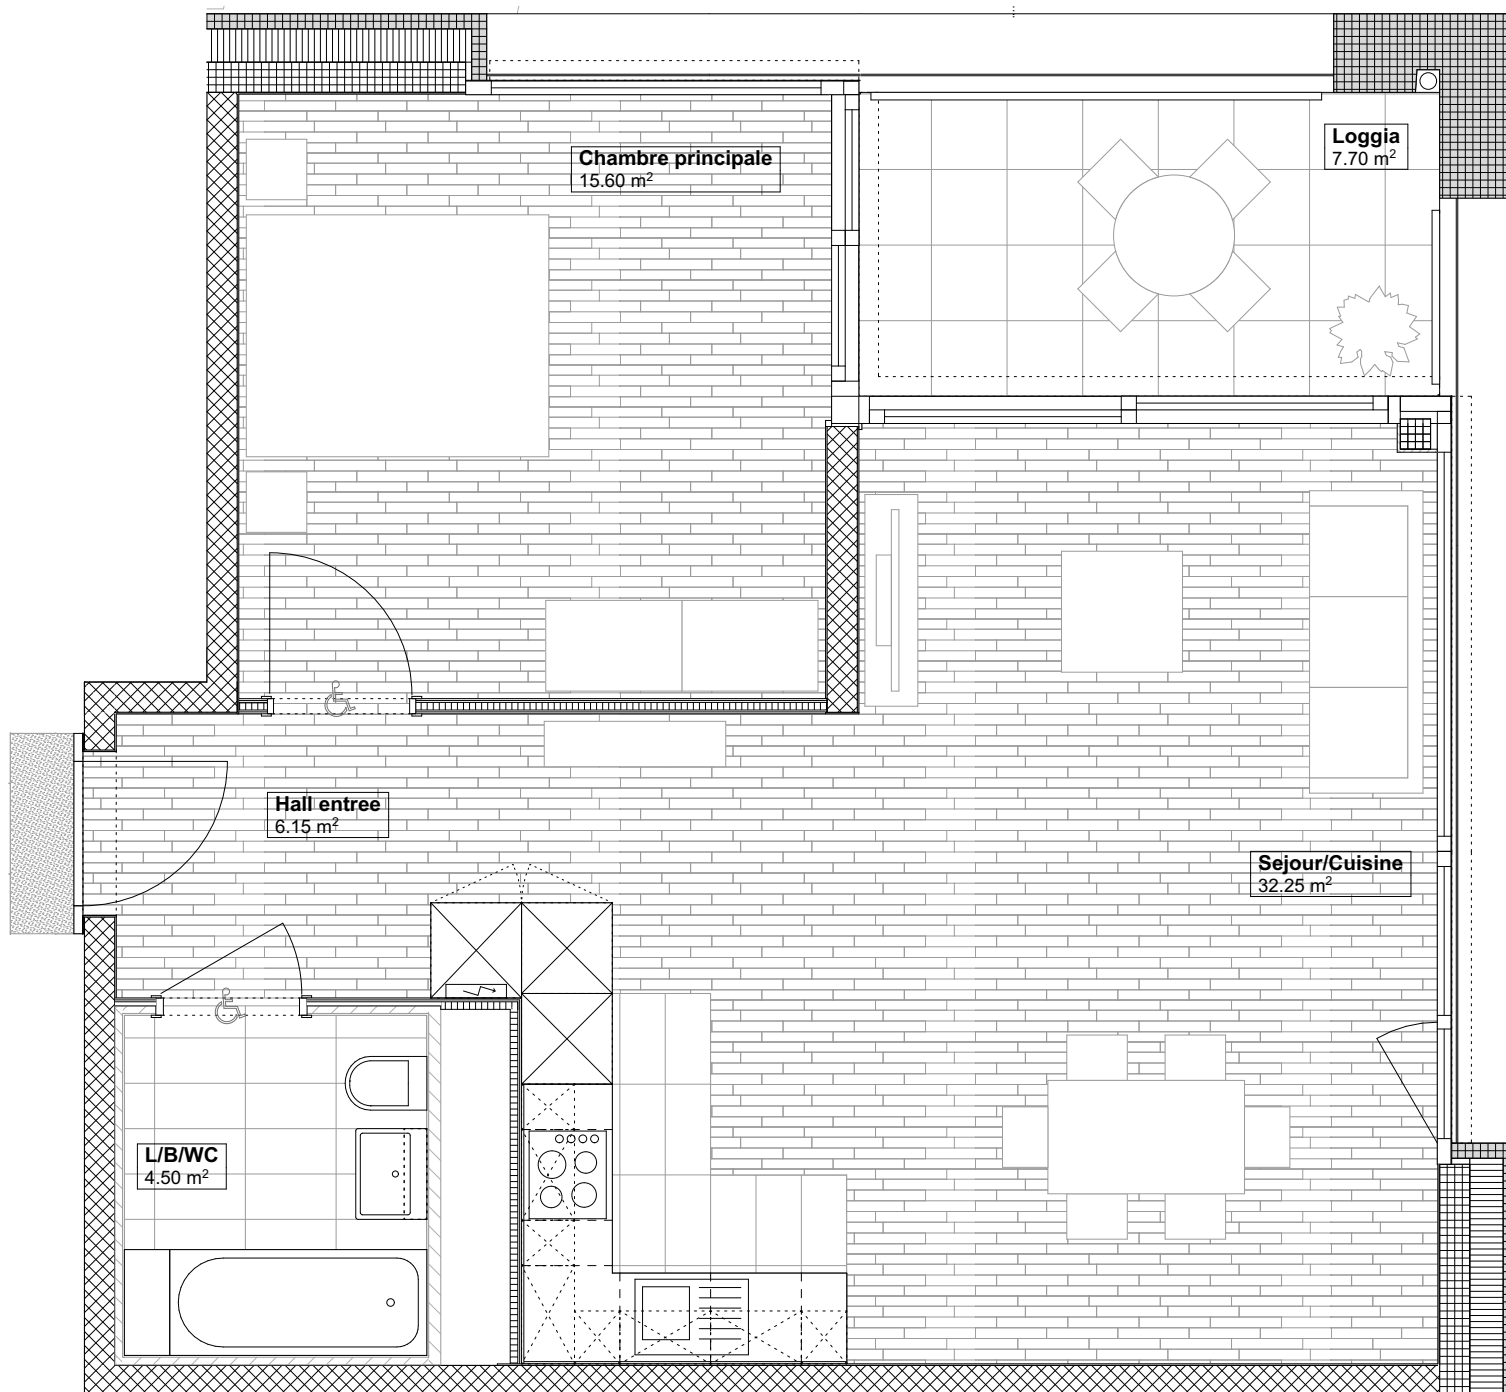 Chambre principale
15.60 m²
Loggia
7.70 m²
Hall entree
6.15 m²
Sejour/Cuisine
32.25 m²
L/B/WC
4.50 m²